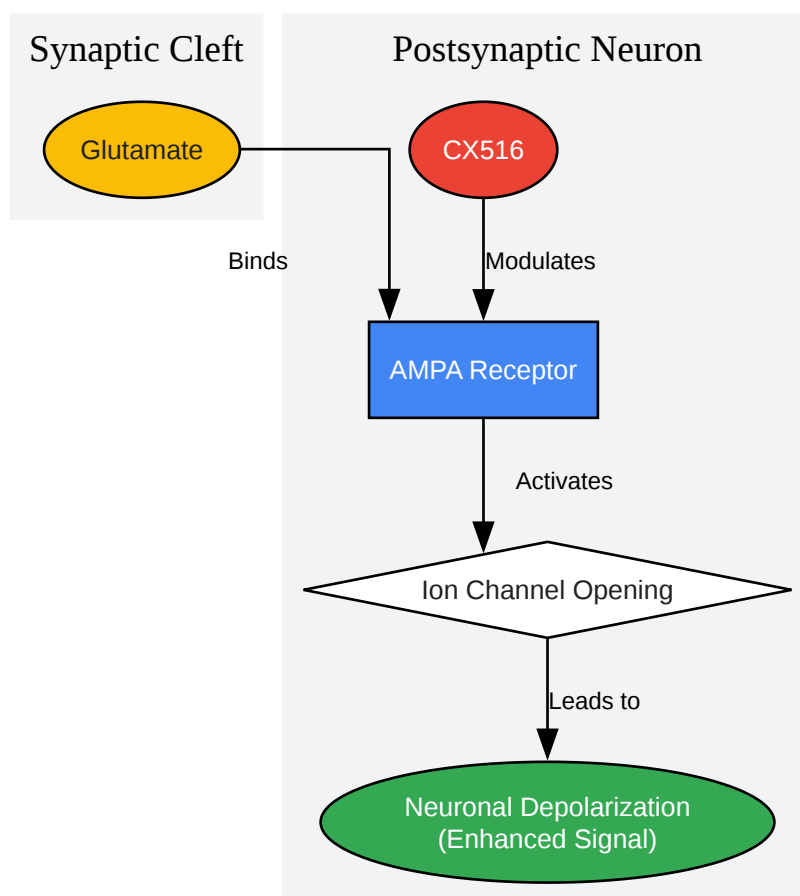 Synaptic Cleft
Postsynaptic Neuron
Glutamate
CX516
Binds
Modulates
AMPA Receptor
Activates
Ion Channel Opening
Leads to
Neuronal Depolarization
(Enhanced Signal)